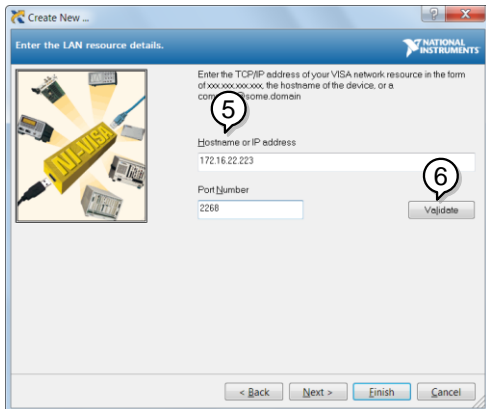 Create New ...
Enter the LAN resource details.
NATIONAL
INSTRUMENTS
NI-VISA
Enter the TCP/IP address of your VISA network resource in the form
of xxx.xxx.xxx.xxx, the hostname of the device, or a
some.domain
5
Hostname or IP address
172.16.22.223
6
Port Number
2268
Validate
< Back
Next >
Finish
Cancel